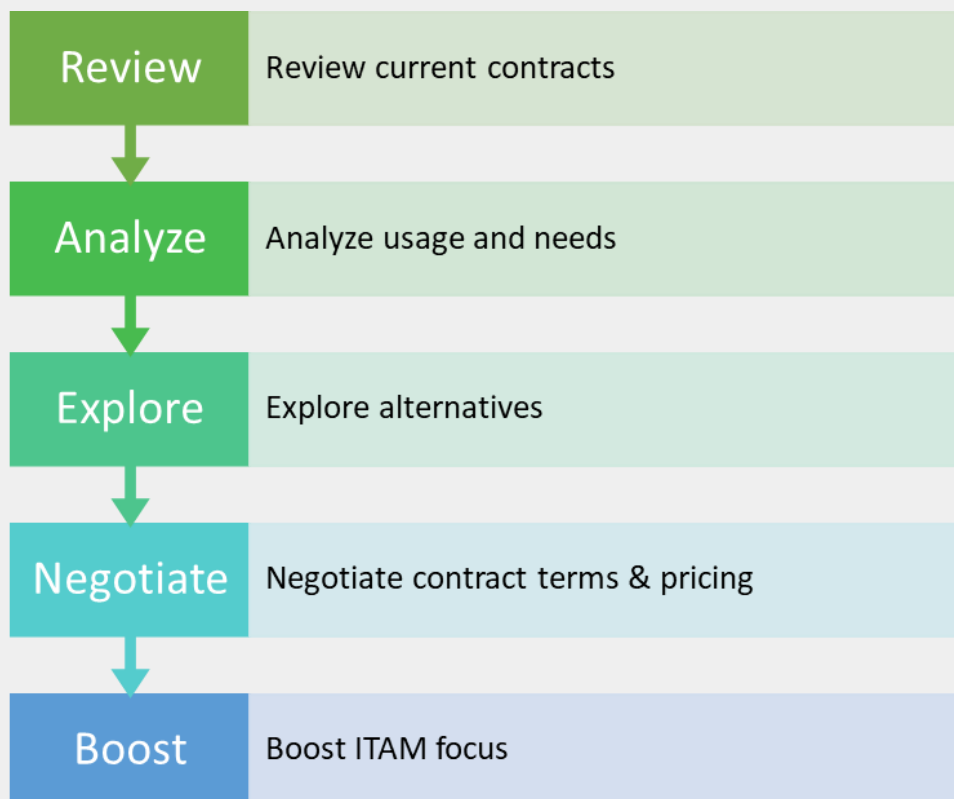 Review
Review current contracts
Analyze
Analyze usage and needs
Explore
Explore alternatives
Negotiate
Negotiate contract terms & pricing
Boost
Boost ITAM focus